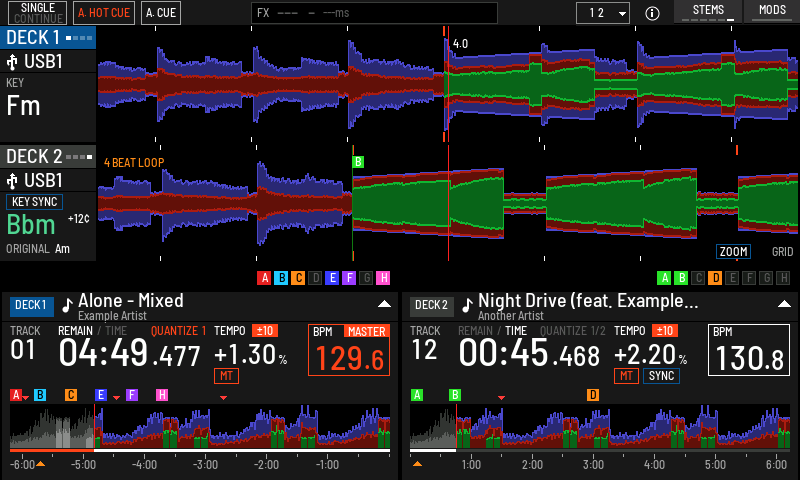 SINGLE
CONTINUE
A. HOT CUE
A. CUE
FX --- - ---ms
1 2
STEMS
MODS
DECK 1
USB1
KEY
Fm
4.0
DECK 2
USB1
KEY SYNC
Bbm
+12¢
ORIGINAL Am
4 BEAT LOOP
B
ZOOM
GRID
A B C D E F G H
A B C D E F G H
DECK 1
Alone - Mixed
Example Artist
TRACK
01
REMAIN / TIME
QUANTIZE 1
04:49.477
TEMPO ±10
+1.30%
MT
BPM MASTER
129.6
A B C E F H
-6:00 -5:00 -4:00 -3:00 -2:00 -1:00
DECK 2
Night Drive (feat. Example...
Another Artist
TRACK
12
REMAIN / TIME
QUANTIZE 1/2
00:45.468
TEMPO ±10
+2.20%
MT SYNC
BPM
130.8
A B D
1:00 2:00 3:00 4:00 5:00 6:00